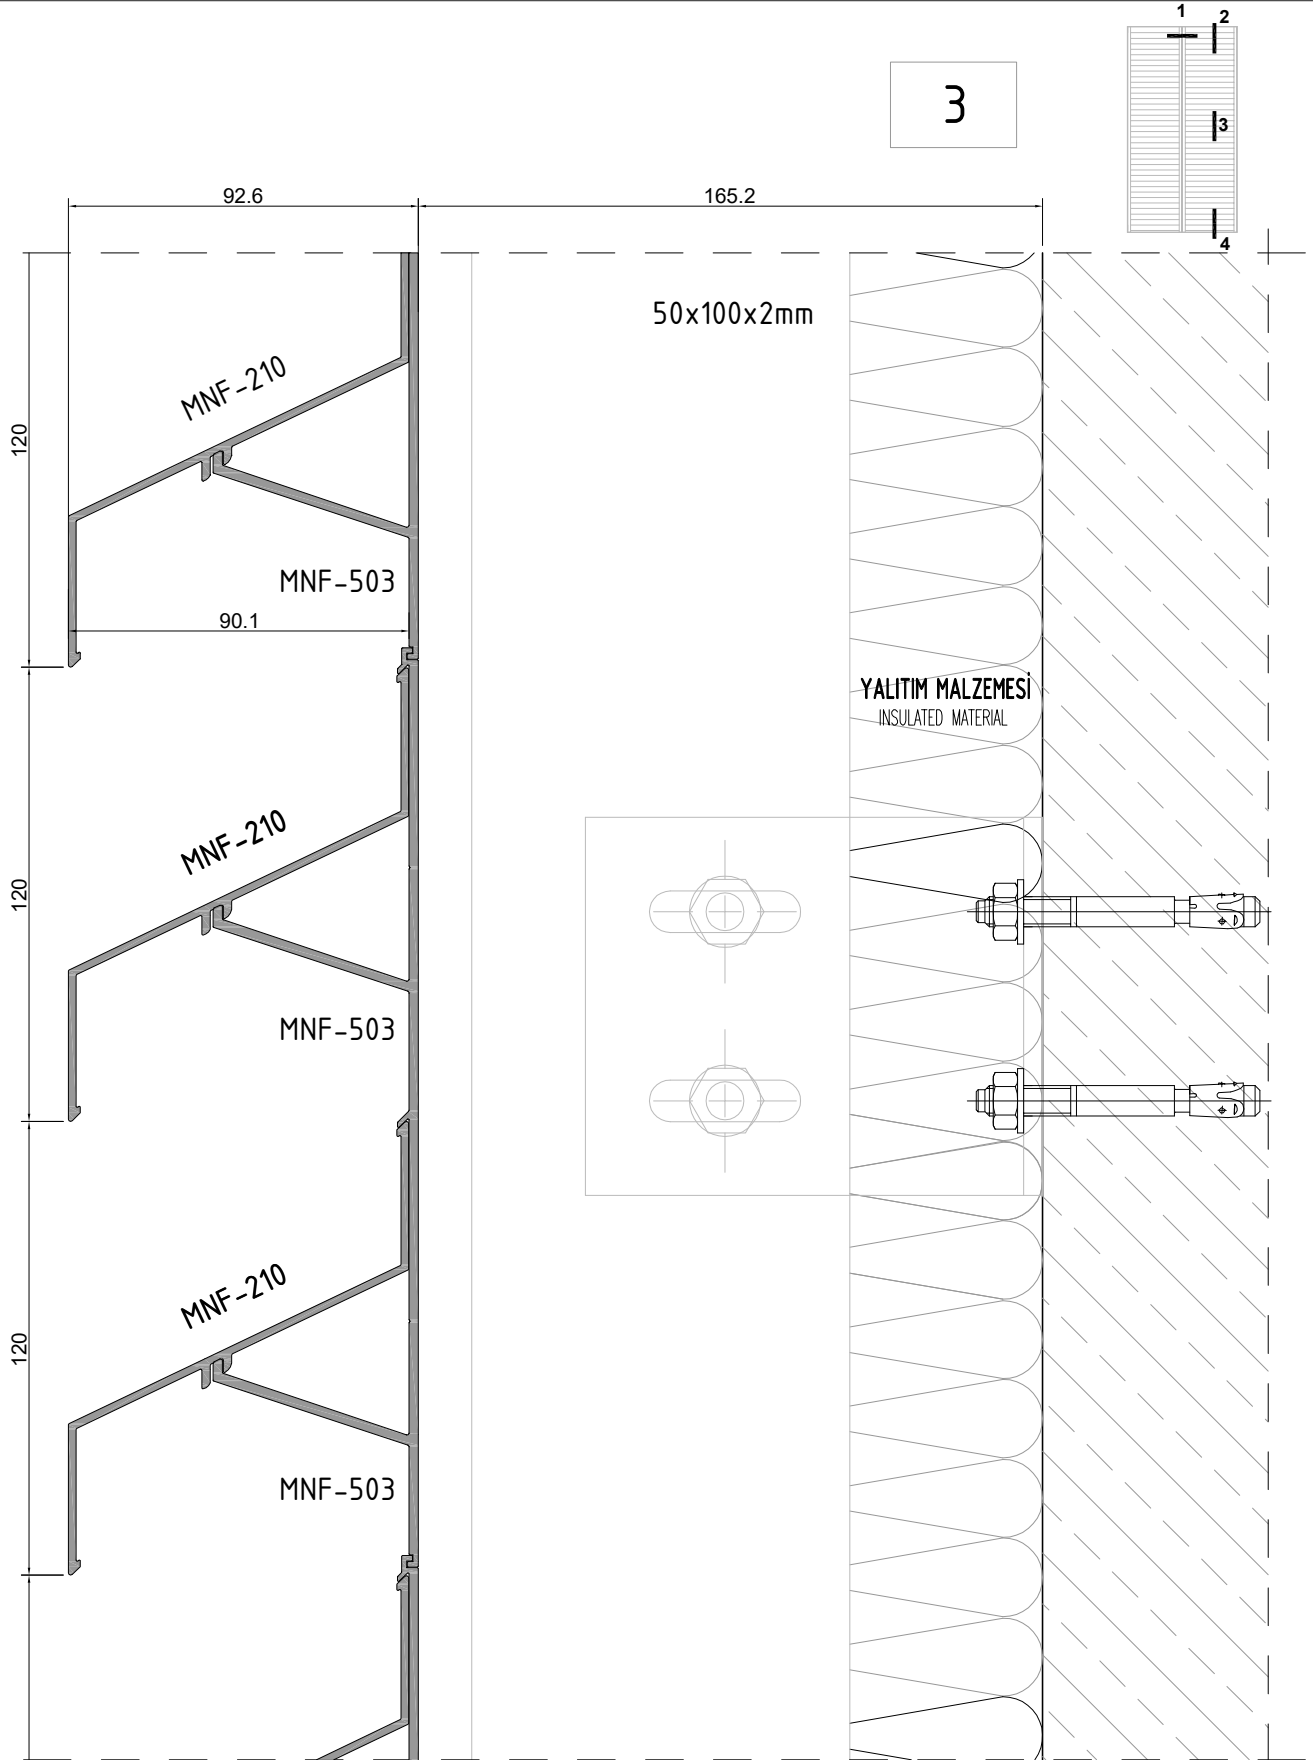 1
2
3
3
4
92.6
165.2
50x100x2mm
MNF-210
120
MNF-503
90.1
YALITIM MALZEMESİ
INSULATED MATERIAL
MNF-210
120
MNF-503
MNF-210
120
MNF-503